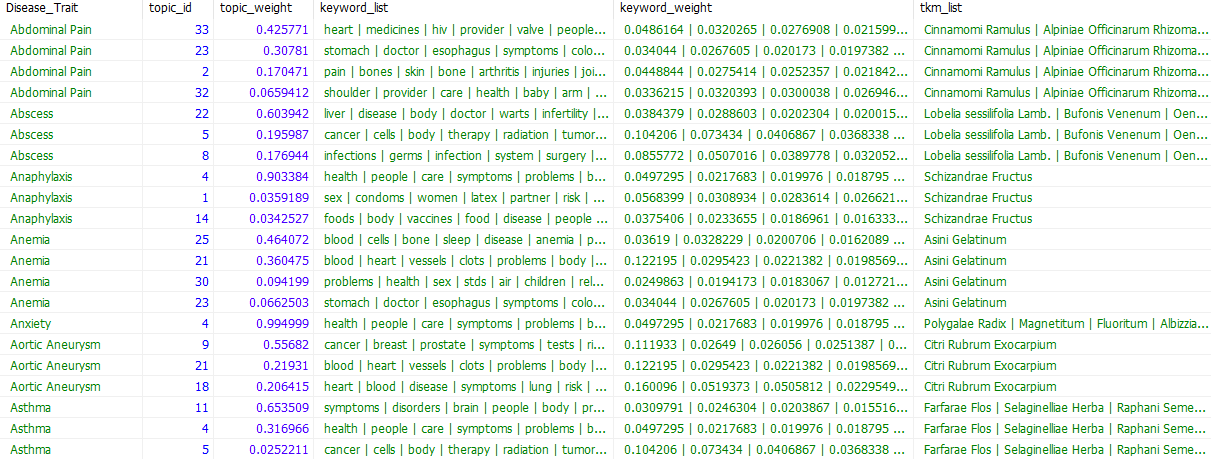 Disease_Trait topic_id topic_weight keyword_list keyword_weight tkm_list
Abdominal Pain 33 0.425771 heart | medicines | hiv | provider | valve | people... 0.0486164 | 0.0320265 | 0.0276908 | 0.021599... Cinnamomi Ramulus | Alpiniae Officinarum Rhizoma...
Abdominal Pain 23 0.30781 stomach | doctor | esophagus | symptoms | colo... 0.034044 | 0.0267605 | 0.020173 | 0.0197382 ... Cinnamomi Ramulus | Alpiniae Officinarum Rhizoma...
Abdominal Pain 2 0.170471 pain | bones | skin | bone | arthritis | injuries | joi... 0.0448844 | 0.0275414 | 0.0252357 | 0.021842... Cinnamomi Ramulus | Alpiniae Officinarum Rhizoma...
Abdominal Pain 32 0.0659412 shoulder | provider | care | health | baby | arm | ... 0.0336215 | 0.0320393 | 0.0300038 | 0.026946... Cinnamomi Ramulus | Alpiniae Officinarum Rhizoma...
Abscess 22 0.603942 liver | disease | body | doctor | warts | infertility | ... 0.0384379 | 0.0288603 | 0.0202304 | 0.020015... Lobelia sessilifolia Lamb. | Bufonis Venenum | Oen...
Abscess 5 0.195987 cancer | cells | body | therapy | radiation | tumor... 0.104206 | 0.073434 | 0.0406867 | 0.0368338 ... Lobelia sessilifolia Lamb. | Bufonis Venenum | Oen...
Abscess 8 0.176944 infections | germs | infection | system | surgery |... 0.0855772 | 0.0507016 | 0.0389778 | 0.032052... Lobelia sessilifolia Lamb. | Bufonis Venenum | Oen...
Anaphylaxis 4 0.903384 health | people | care | symptoms | problems | b... 0.0497295 | 0.0217683 | 0.019976 | 0.018795 ... Schizandrae Fructus
Anaphylaxis 1 0.0359189 sex | condoms | women | latex | partner | risk | ... 0.0568399 | 0.0308934 | 0.0283614 | 0.026621... Schizandrae Fructus
Anaphylaxis 14 0.0342527 foods | body | vaccines | food | disease | people ... 0.0375406 | 0.0233655 | 0.0186961 | 0.016333... Schizandrae Fructus
Anemia 25 0.464072 blood | cells | bone | sleep | disease | anemia | p... 0.03619 | 0.0328229 | 0.0200706 | 0.0162089 ... Asini Gelatinum
Anemia 21 0.360475 blood | heart | vessels | clots | problems | body |... 0.122195 | 0.0295423 | 0.0221382 | 0.0198569... Asini Gelatinum
Anemia 30 0.094199 problems | health | sex | stds | air | children | rel... 0.0249863 | 0.0194173 | 0.0183067 | 0.012721... Asini Gelatinum
Anemia 23 0.0662503 stomach | doctor | esophagus | symptoms | colo... 0.034044 | 0.0267605 | 0.020173 | 0.0197382 ... Asini Gelatinum
Anxiety 4 0.994999 health | people | care | symptoms | problems | b... 0.0497295 | 0.0217683 | 0.019976 | 0.018795 ... Polygalae Radix | Magnetitum | Fluoritum | Albizzia...
Aortic Aneurysm 9 0.55682 cancer | breast | prostate | symptoms | tests | ri... 0.111933 | 0.02649 | 0.026056 | 0.0251387 | 0... Citri Rubrum Exocarpium
Aortic Aneurysm 21 0.21931 blood | heart | vessels | clots | problems | body |... 0.122195 | 0.0295423 | 0.0221382 | 0.0198569... Citri Rubrum Exocarpium
Aortic Aneurysm 18 0.206415 heart | blood | disease | symptoms | lung | risk | ... 0.160096 | 0.0519373 | 0.0505812 | 0.0229549... Citri Rubrum Exocarpium
Asthma 11 0.653509 symptoms | disorders | brain | people | body | pr... 0.0309791 | 0.0246304 | 0.0203867 | 0.015516... Farfarae Flos | Selaginelliae Herba | Raphani Seme...
Asthma 4 0.316966 health | people | care | symptoms | problems | b... 0.0497295 | 0.0217683 | 0.019976 | 0.018795 ... Farfarae Flos | Selaginelliae Herba | Raphani Seme...
Asthma 5 0.0252211 cancer | cells | body | therapy | radiation | tumor... 0.104206 | 0.073434 | 0.0406867 | 0.0368338 ... Farfarae Flos | Selaginelliae Herba | Raphani Seme...